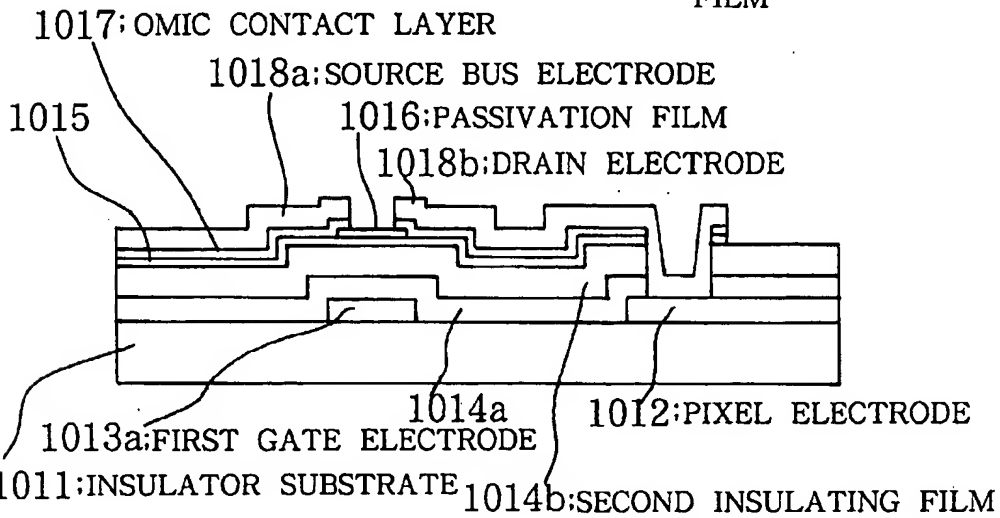 FILM
1017;OMIC CONTACT LAYER
1018a;SOURCE BUS ELECTRODE
1015
1016;PASSIVATION FILM
1018b;DRAIN ELECTRODE
1014a
1012;PIXEL ELECTRODE
1013a;FIRST GATE ELECTRODE
1011;INSULATOR SUBSTRATE
1014b;SECOND INSULATING FILM